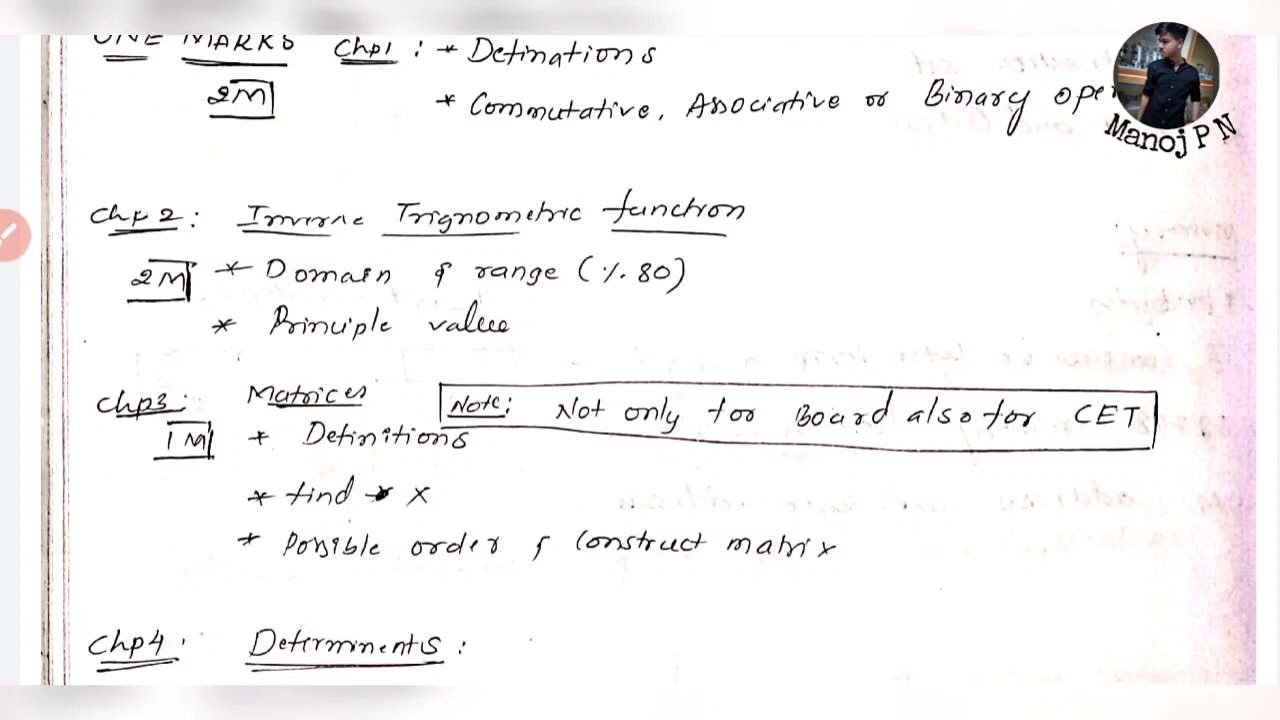 ONE MARKS Chp1 : * Definations
2M
* Commutative, Associative or Binary ope
Manoj P N
Chp 2 : Inverse Trignometric function
2M * Domain & range (%. 80)
* Principle value
Chp3: Matrices
Note: Not only for Board also for CET
1M * Definitions
* find x
* Possible order & construct matrix
Chp4 : Determinents :